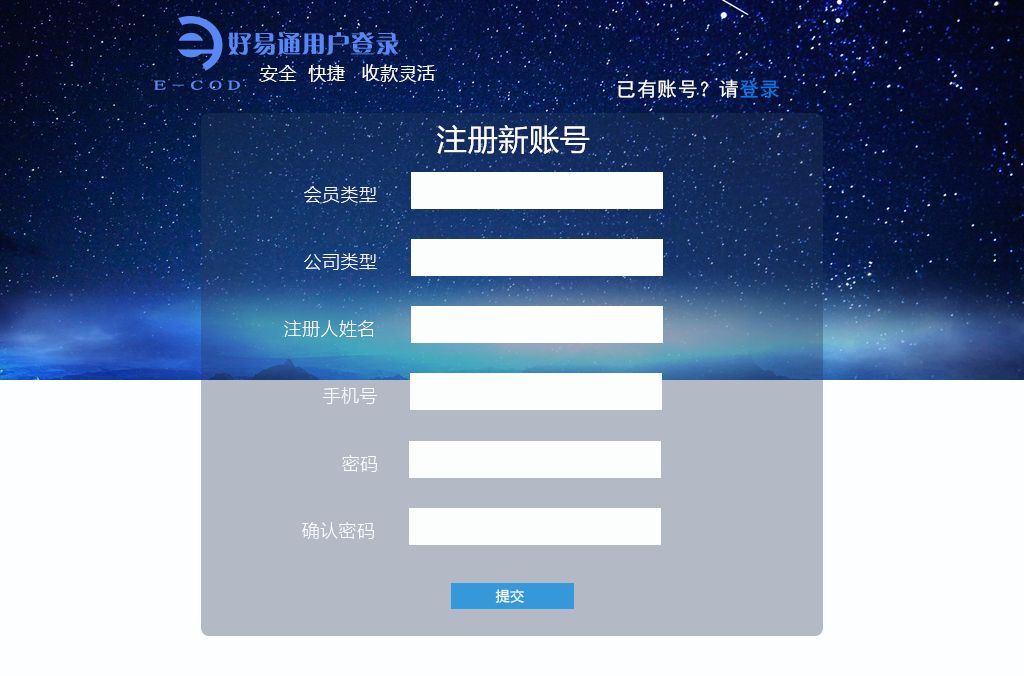 好易通用户登录
安全 快捷 收款灵活
E-COD
已有账号？请登录
注册新账号
会员类型
公司类型
注册人姓名
手机号
密码
确认密码
提交